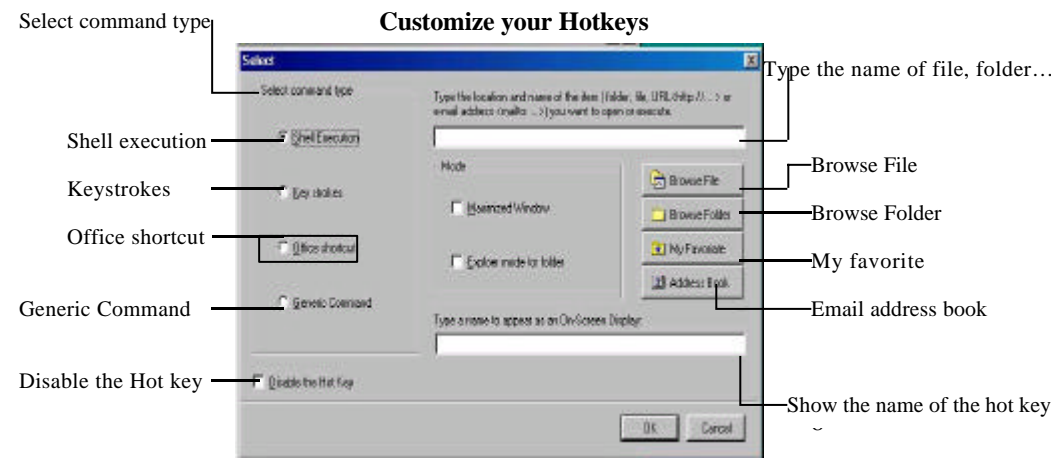 Customize your Hotkeys
Select command type
Select
Select command type
Type the location and name of the item (folder, file, URL<http://...> or
e-mail address <mailto: ...>) you want to open or execute.
Type the name of file, folder…
Shell execution
Shell Execution
Mode
Browse File
Browse File
Keystrokes
Key strokes
Maximized Window
Browse Folder
Browse Folder
Office shortcut
Office shortcut
Explorer mode for folder
My Favorite
My favorite
Address Book
Email address book
Generic Command
Generic Command
Type a name to appear as an On-Screen Display:
Disable the Hot key
Disable the Hot Key
Show the name of the hot key
OK
Cancel